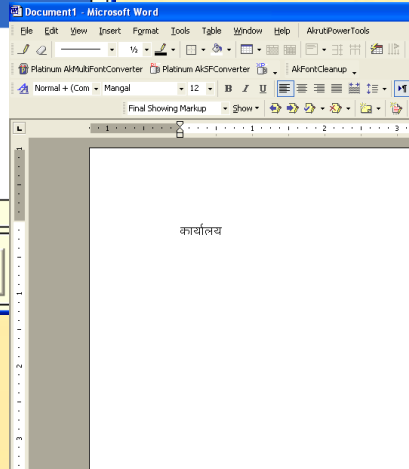 Document1 - Microsoft Word
File Edit View Insert Format Tools Table Window Help AkrutiPowerTools
½
Platinum AkMultiFontConverter Platinum AkSFConverter AkFontCleanup
Normal + (Com Mangal 12 B I U
Final Showing Markup Show
1 1 2 3
कार्यालय
1
2
3